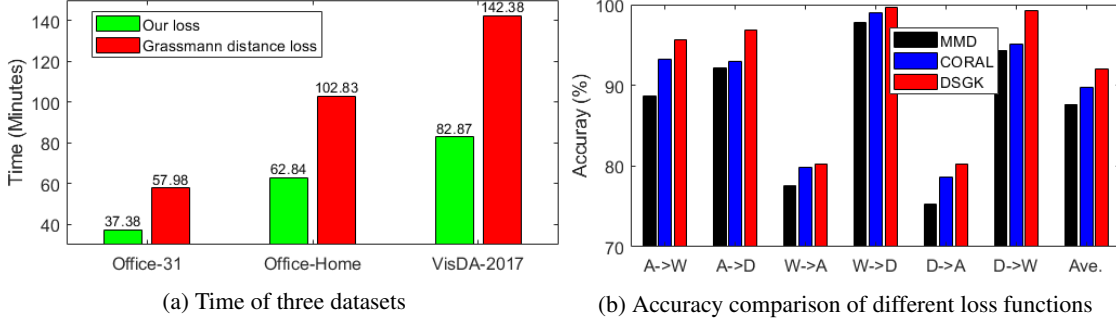 140
120
100
80
60
40
Time (Minutes)
Our loss
Grassmann distance loss
37.38
57.98
62.84
102.83
82.87
142.38
Office-31
Office-Home
VisDA-2017
(a) Time of three datasets
100
90
80
70
Accuray (%)
MMD
CORAL
DSGK
A->W
A->D
W->A
W->D
D->A
D->W
Ave.
(b) Accuracy comparison of different loss functions